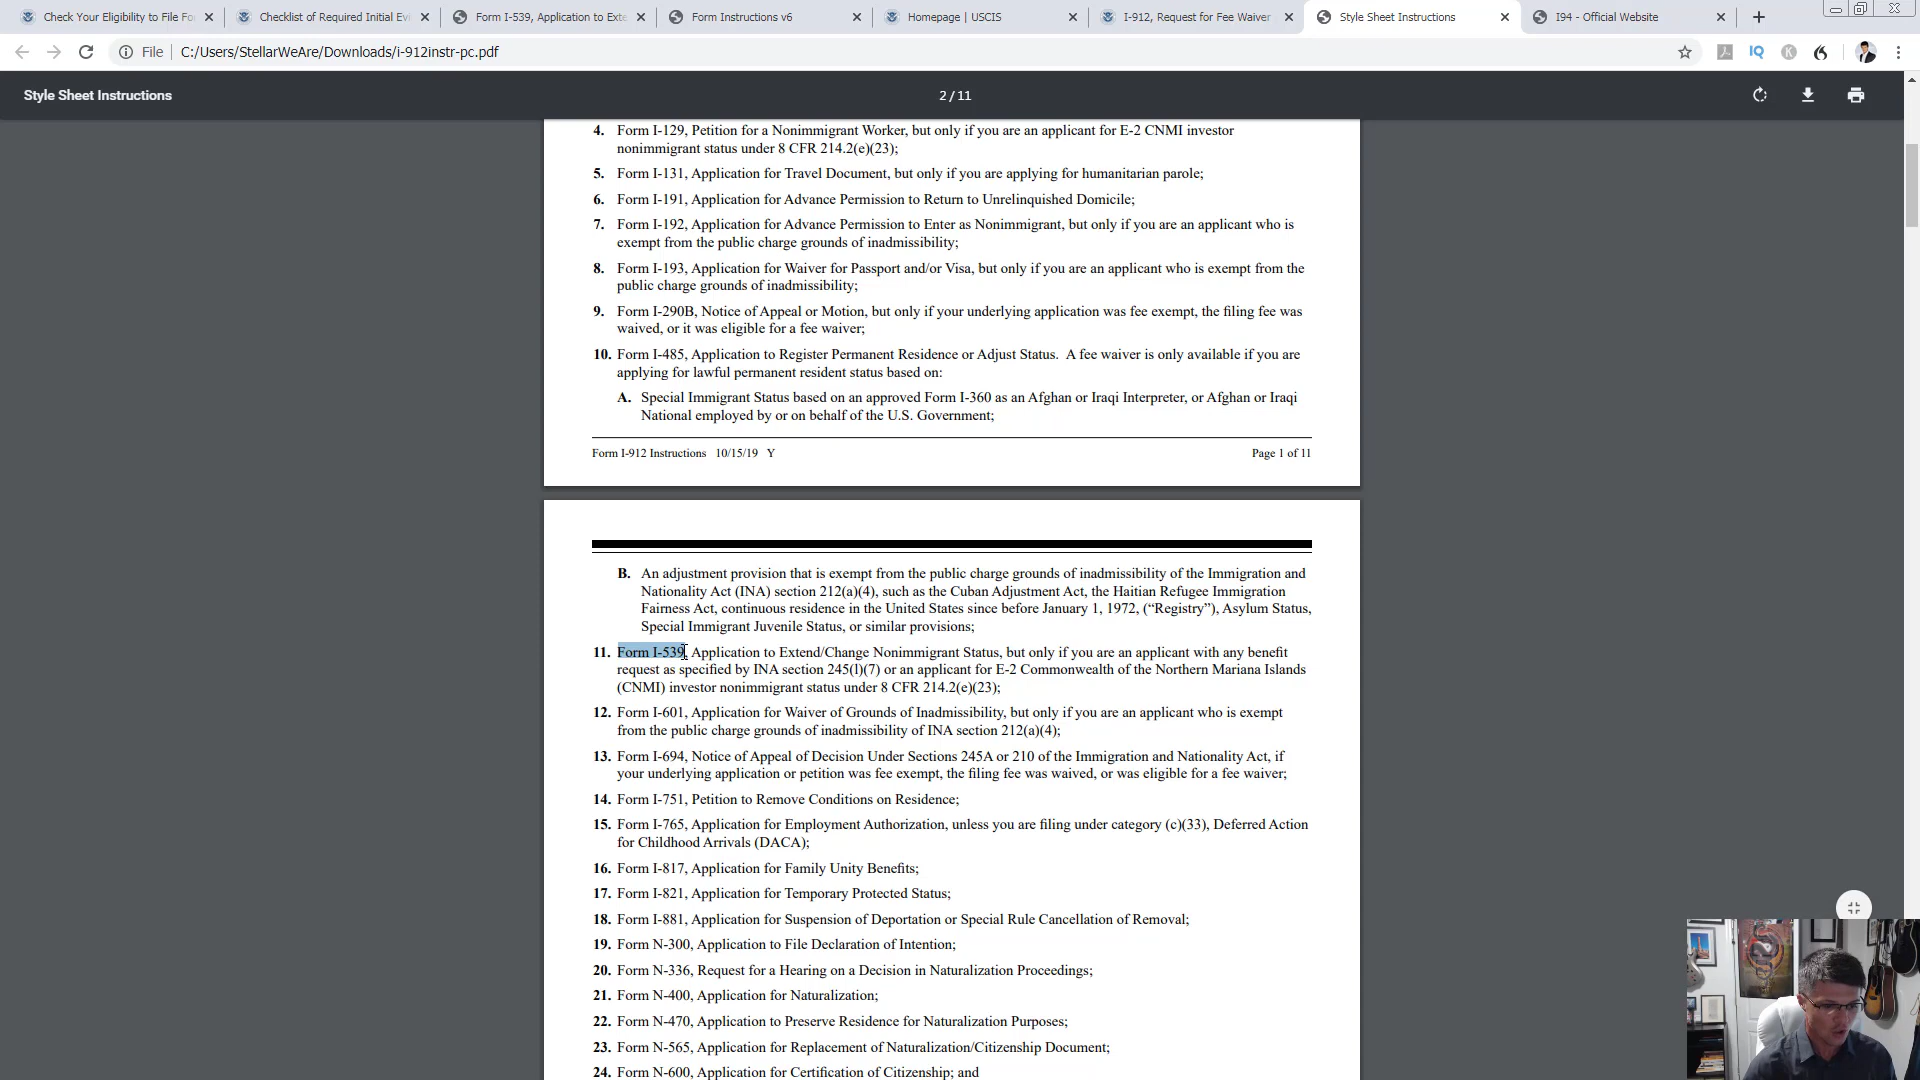 Check Your Eligibility to File Fo
Checklist of Required Initial Evi
Form I-539, Application to Exte
Form Instructions v6
Homepage | USCIS
I-912, Request for Fee Waiver
Style Sheet Instructions
I94 - Official Website
File
C:/Users/StellarWeAre/Downloads/i-912instr-pc.pdf
IQ
K
Style Sheet Instructions
2 / 11
4. Form I-129, Petition for a Nonimmigrant Worker, but only if you are an applicant for E-2 CNMI investor
nonimmigrant status under 8 CFR 214.2(e)(23);
5. Form I-131, Application for Travel Document, but only if you are applying for humanitarian parole;
6. Form I-191, Application for Advance Permission to Return to Unrelinquished Domicile;
7. Form I-192, Application for Advance Permission to Enter as Nonimmigrant, but only if you are an applicant who is
exempt from the public charge grounds of inadmissibility;
8. Form I-193, Application for Waiver for Passport and/or Visa, but only if you are an applicant who is exempt from the
public charge grounds of inadmissibility;
9. Form I-290B, Notice of Appeal or Motion, but only if your underlying application was fee exempt, the filing fee was
waived, or it was eligible for a fee waiver;
10. Form I-485, Application to Register Permanent Residence or Adjust Status. A fee waiver is only available if you are
applying for lawful permanent resident status based on:
A. Special Immigrant Status based on an approved Form I-360 as an Afghan or Iraqi Interpreter, or Afghan or Iraqi
National employed by or on behalf of the U.S. Government;
Form I-912 Instructions 10/15/19 Y
Page 1 of 11
B. An adjustment provision that is exempt from the public charge grounds of inadmissibility of the Immigration and
Nationality Act (INA) section 212(a)(4), such as the Cuban Adjustment Act, the Haitian Refugee Immigration
Fairness Act, continuous residence in the United States since before January 1, 1972, (“Registry”), Asylum Status,
Special Immigrant Juvenile Status, or similar provisions;
11. Form I-539, Application to Extend/Change Nonimmigrant Status, but only if you are an applicant with any benefit
request as specified by INA section 245(l)(7) or an applicant for E-2 Commonwealth of the Northern Mariana Islands
(CNMI) investor nonimmigrant status under 8 CFR 214.2(e)(23);
12. Form I-601, Application for Waiver of Grounds of Inadmissibility, but only if you are an applicant who is exempt
from the public charge grounds of inadmissibility of INA section 212(a)(4);
13. Form I-694, Notice of Appeal of Decision Under Sections 245A or 210 of the Immigration and Nationality Act, if
your underlying application or petition was fee exempt, the filing fee was waived, or was eligible for a fee waiver;
14. Form I-751, Petition to Remove Conditions on Residence;
15. Form I-765, Application for Employment Authorization, unless you are filing under category (c)(33), Deferred Action
for Childhood Arrivals (DACA);
16. Form I-817, Application for Family Unity Benefits;
17. Form I-821, Application for Temporary Protected Status;
18. Form I-881, Application for Suspension of Deportation or Special Rule Cancellation of Removal;
19. Form N-300, Application to File Declaration of Intention;
20. Form N-336, Request for a Hearing on a Decision in Naturalization Proceedings;
21. Form N-400, Application for Naturalization;
22. Form N-470, Application to Preserve Residence for Naturalization Purposes;
23. Form N-565, Application for Replacement of Naturalization/Citizenship Document;
24. Form N-600, Application for Certification of Citizenship; and